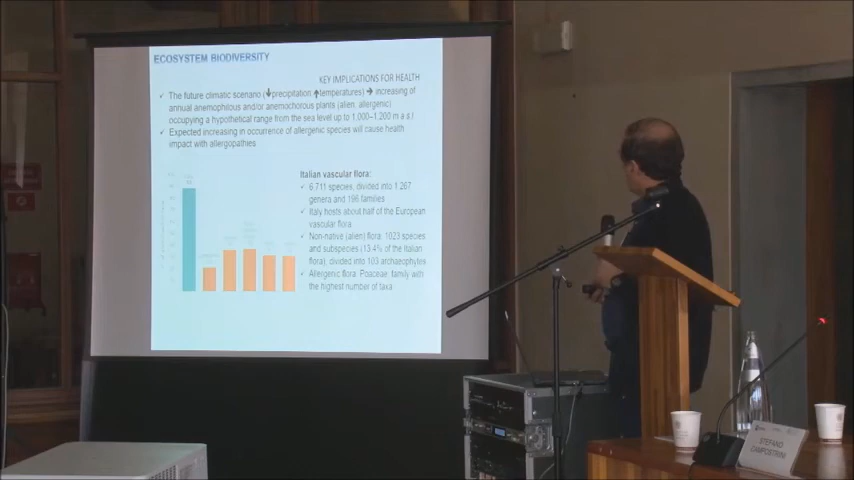 ECOSYSTEM BIODIVERSITY
KEY IMPLICATIONS FOR HEALTH
✓ The future climatic scenario (↓precipitation ↑temperatures) → increasing of
annual anemophilous and/or anemochorous plants (alien, allergenic)
occupying a hypothetical range from the sea level up to 1,000–1,200 m a.s.l
✓ Expected increasing in occurrence of allergenic species will cause health
impact with allergopathies
Italian vascular flora:
✓ 6.711 species, divided into 1.267
genera and 196 families
✓ Italy hosts about half of the European
vascular flora
✓ Non-native (alien) flora, 1023 species
and subspecies (13.4% of the Italian
flora), divided into 103 archaeophytes
✓ Allergenic flora: Poaceae, family with
the highest number of taxa
STEFANO
CAMPOSTRINI